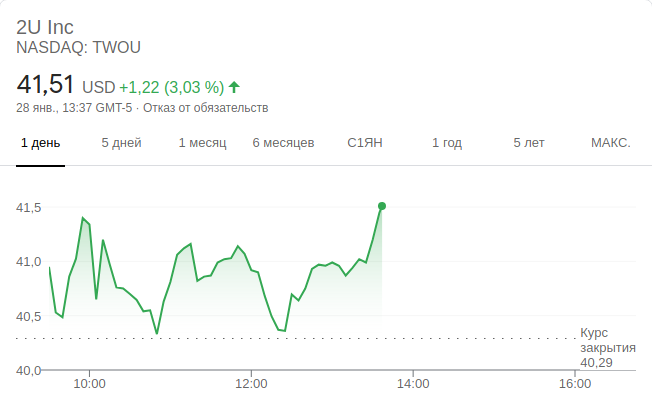 2U Inc
NASDAQ: TWOU
41,51 USD +1,22 (3,03 %)
28 янв., 13:37 GMT-5 · Отказ от обязательств
1 день 5 дней 1 месяц 6 месяцев С1ЯН 1 год 5 лет МАКС.
41,5
41,0
40,5
40,0
Курс
закрытия
40,29
10:00 12:00 14:00 16:00